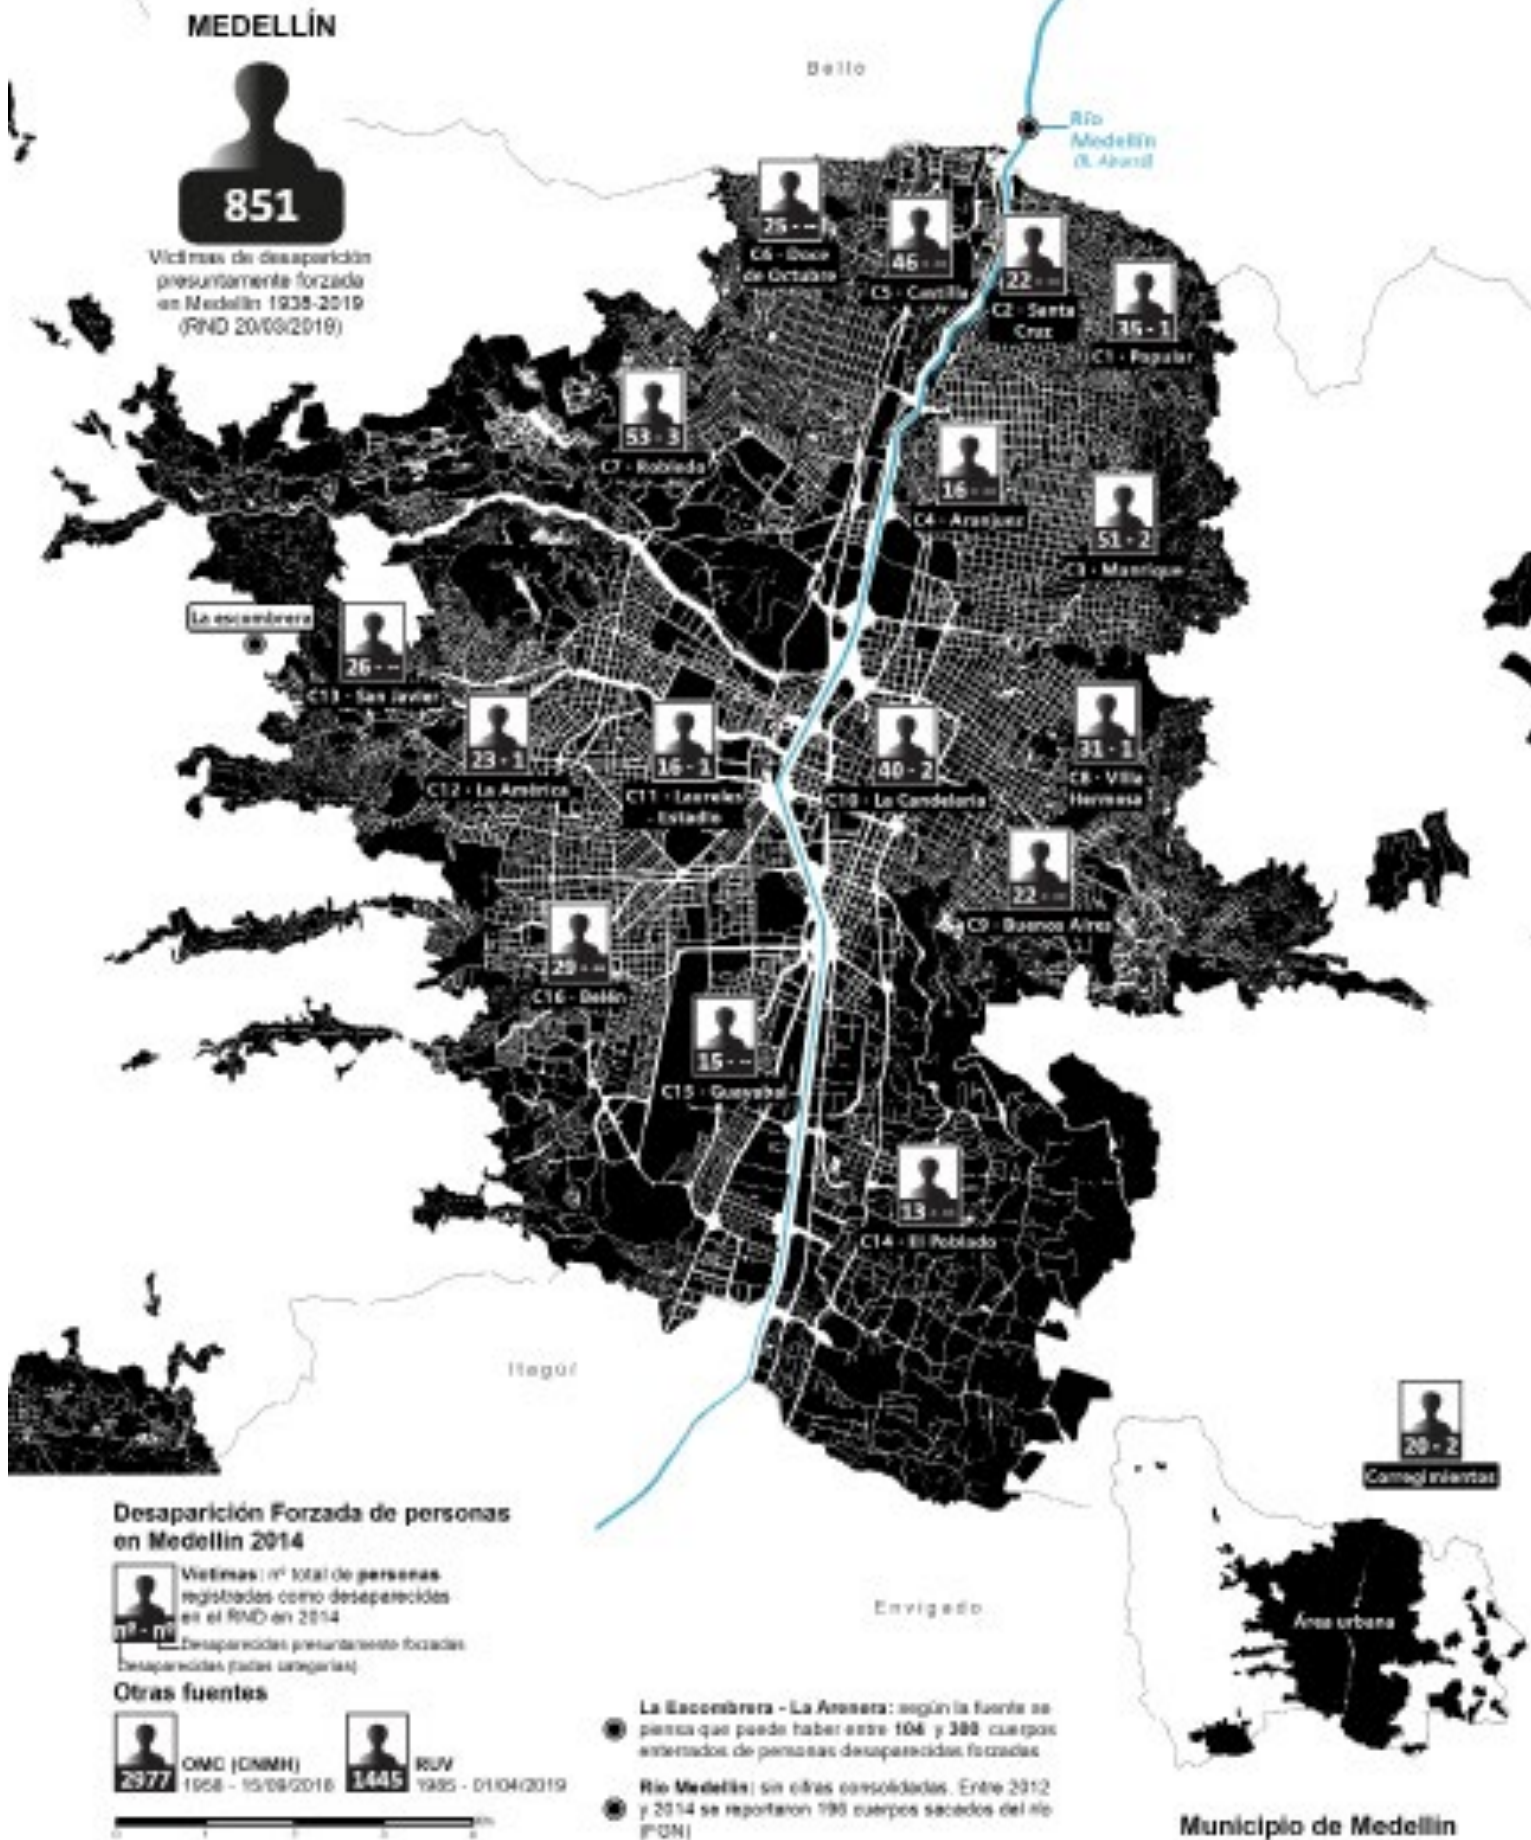 MEDELLÍN
851
Víctimas de desaparición
presuntamente forzada
en Medellín 1938-2019
(RND 20/03/2019)
Bello
Río
Medellín
25 - --
C6 - Doce
de Octubre
46 - --
C5 - Castilla
22 - --
C2 - Santa
Cruz
35 - 1
C1 - Popular
53 - 3
C7 - Robledo
16 - --
C4 - Aranjuez
51 - 2
C3 - Manrique
La escombrera
26 - --
C13 - San Javier
23 - 1
C12 - La América
16 - 1
C11 - Laureles
- Estadio
40 - 2
C10 - La Candelaria
31 - 1
C8 - Villa
Hermosa
22 - --
C9 - Buenos Aires
29 - --
C16 - Belén
15 - --
C15 - Guayabal
13 - --
C14 - El Poblado
Itagüí
Envigado
20 - 2
Corregimientos
Área urbana
Municipio de Medellín
Desaparición Forzada de personas
en Medellín 2014
Víctimas: nº total de personas
registradas como desaparecidas
en el RND en 2014
nº - nº
Desaparecidas presuntamente forzadas
Desaparecidas (todas categorías)
Otras fuentes
2977
OMC (CNMH)
1958 - 15/09/2018
1445
RUV
1985 - 01/04/2019
La Escombrera - La Arenera: según la fuente se
piensa que puede haber entre 104 y 300 cuerpos
enterrados de personas desaparecidas forzadas
Río Medellín: sin cifras consolidadas. Entre 2012
y 2014 se reportaron 198 cuerpos sacados del río
(PGN)